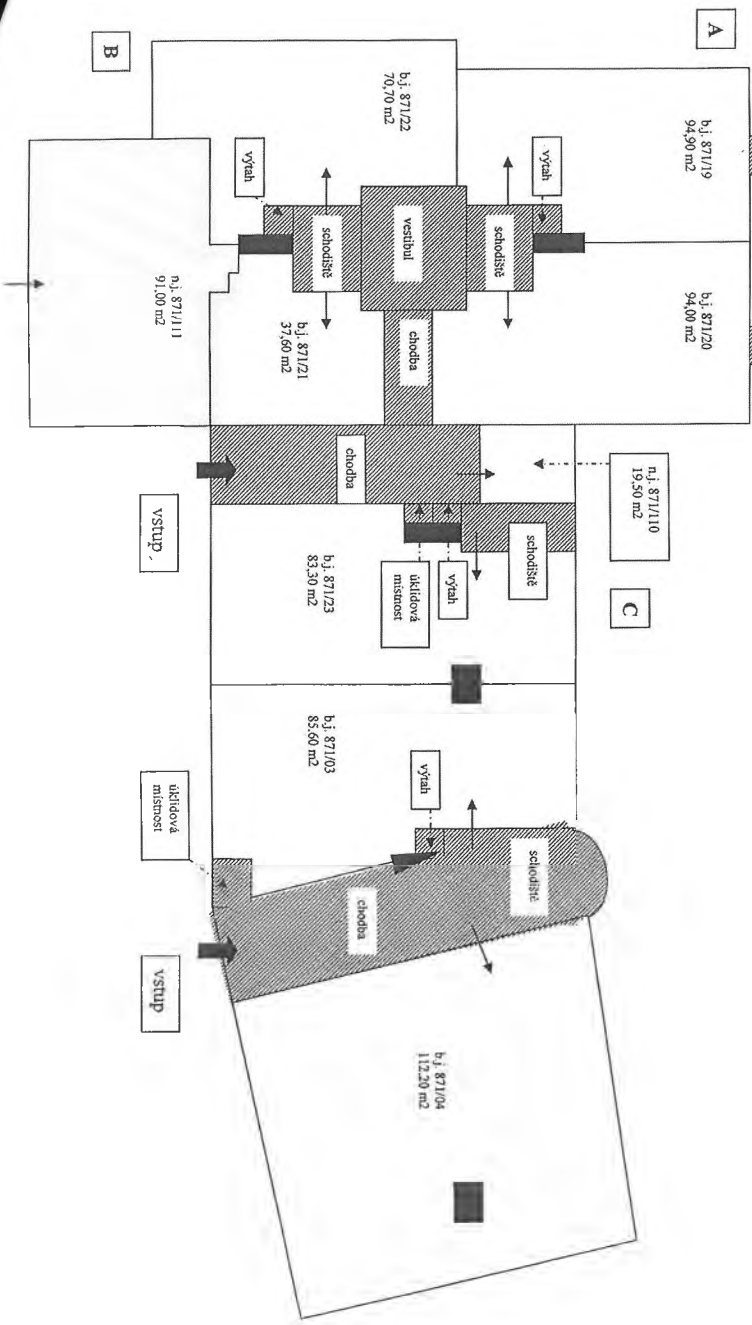 A
B
b.j. 871/19
94,90 m2
b.j. 871/22
70,70 m2
výtah
výtah
schodiště
vestibul
schodiště
b.j. 871/20
94,00 m2
n.j. 871/111
91,00 m2
b.j. 871/21
37,60 m2
chodba
chodba
n.j. 871/110
19,50 m2
vstup
schodiště
C
b.j. 871/23
83,30 m2
úklidová
místnost
výtah
b.j. 871/03
85.60 m2
výtah
úklidová
místnost
schodiště
chodba
vstup
b.j. 871/04
112,20 m2